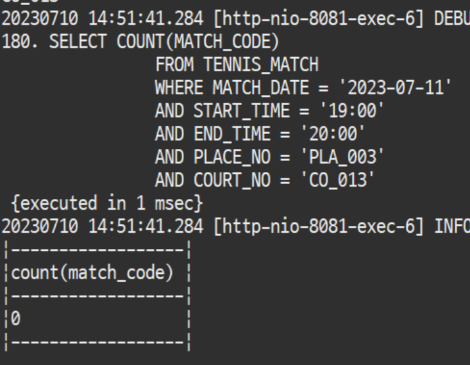 20230710 14:51:41.284 [http-nio-8081-exec-6] DEBU
180. SELECT COUNT(MATCH_CODE)
FROM TENNIS_MATCH
WHERE MATCH_DATE = '2023-07-11'
AND START_TIME = '19:00'
AND END_TIME = '20:00'
AND PLACE_NO = 'PLA_003'
AND COURT_NO = 'CO_013'
{executed in 1 msec}
20230710 14:51:41.284 [http-nio-8081-exec-6] INFO
|------------------|
|count(match_code) |
|------------------|
|0                 |
|------------------|